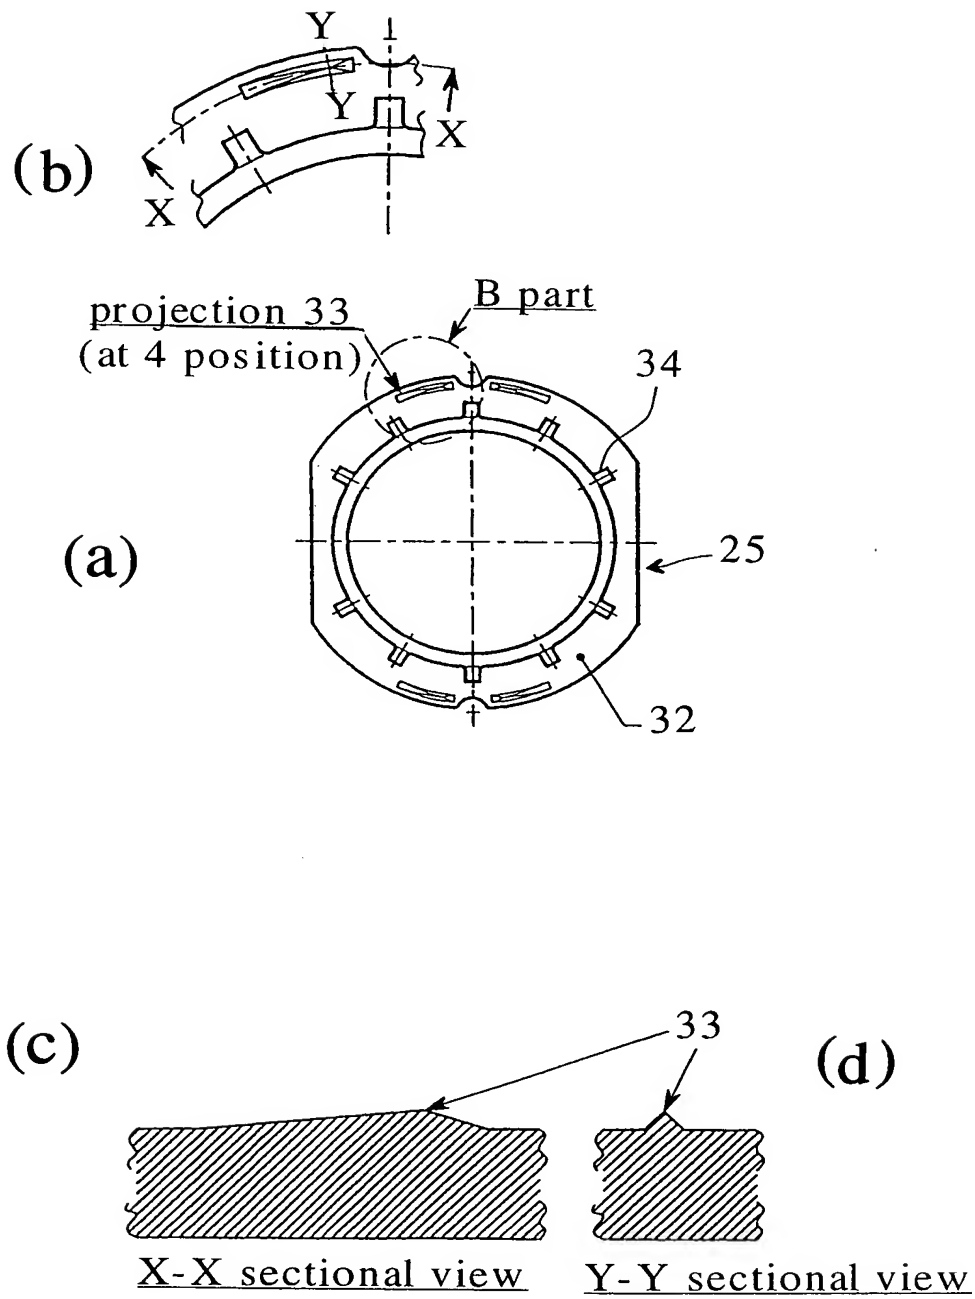 Y
Y
X
X
(b)
B part
projection 33
(at 4 position)
34
(a)
25
32
(c)
33
(d)
X-X sectional view
Y-Y sectional view